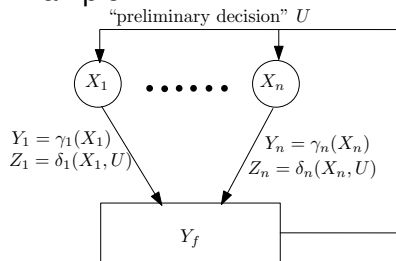 "preliminary decision" U
X_1
X_n
Y_1 = γ_1(X_1)
Z_1 = δ_1(X_1, U)
Y_n = γ_n(X_n)
Z_n = δ_n(X_n, U)
Y_f